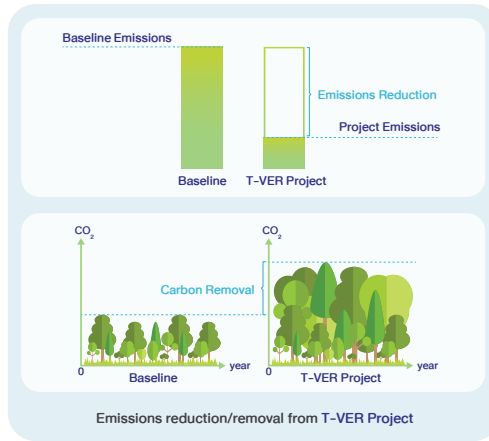 Baseline Emissions
Emissions Reduction
Project Emissions
Baseline
T-VER Project
CO2
CO2
Carbon Removal
0
year
0
year
Baseline
T-VER Project
Emissions reduction/removal from T-VER Project